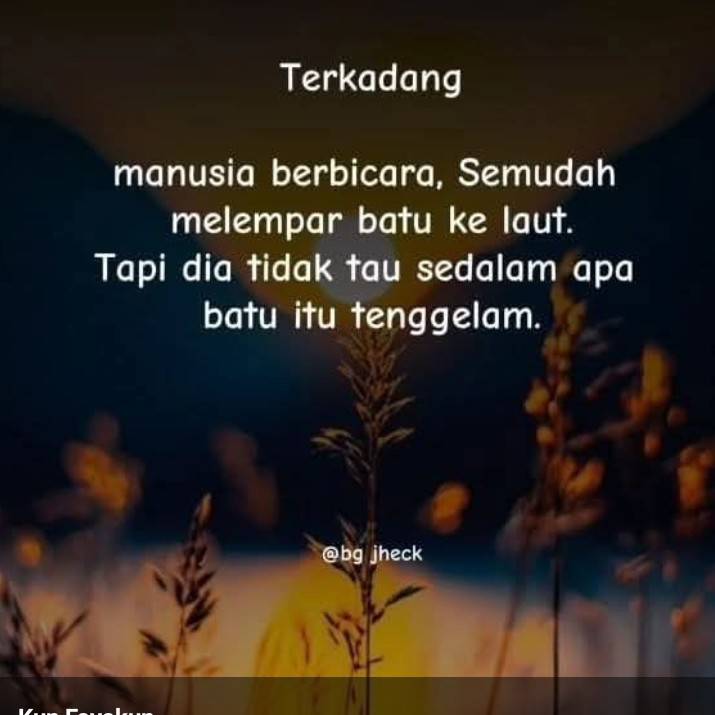 Terkadang
manusia berbicara, Semudah
melempar batu ke laut.
Tapi dia tidak tau sedalam apa
batu itu tenggelam.
@bg jheck